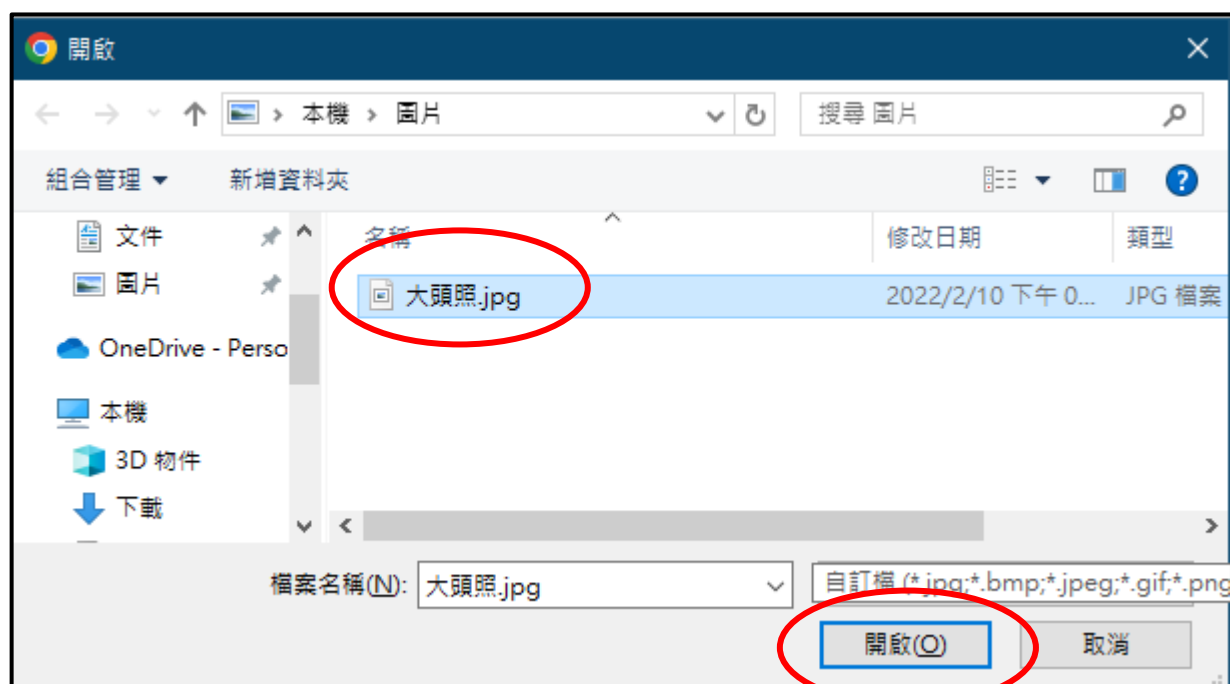 開啟
本機 > 圖片
搜尋 圖片
組合管理
新增資料夾
名稱
修改日期
類型
文件
圖片
大頭照.jpg
2022/2/10 下午 0...
JPG 檔案
OneDrive - Perso
本機
3D 物件
下載
檔案名稱(N):
大頭照.jpg
自訂檔 (*.jpg;*.bmp;*.jpeg;*.gif;*.png
開啟(O)
取消